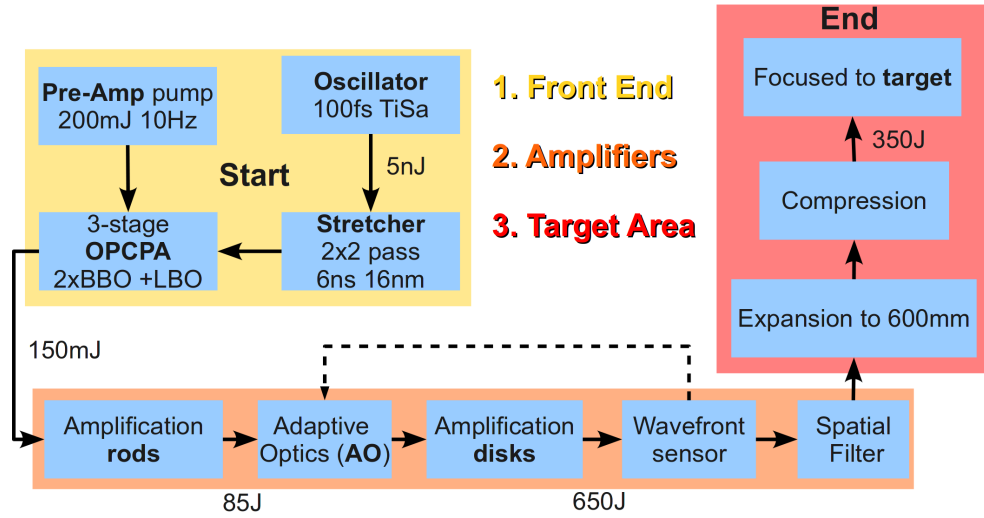 Pre-Amp pump
200mJ 10Hz
Oscillator
100fs TiSa
Start
5nJ
3-stage
OPCPA
2xBBO +LBO
Stretcher
2x2 pass
6ns 16nm
1. Front End
2. Amplifiers
3. Target Area
End
Focused to target
350J
Compression
Expansion to 600mm
150mJ
Amplification
rods
Adaptive
Optics (AO)
Amplification
disks
Wavefront
sensor
Spatial
Filter
85J
650J